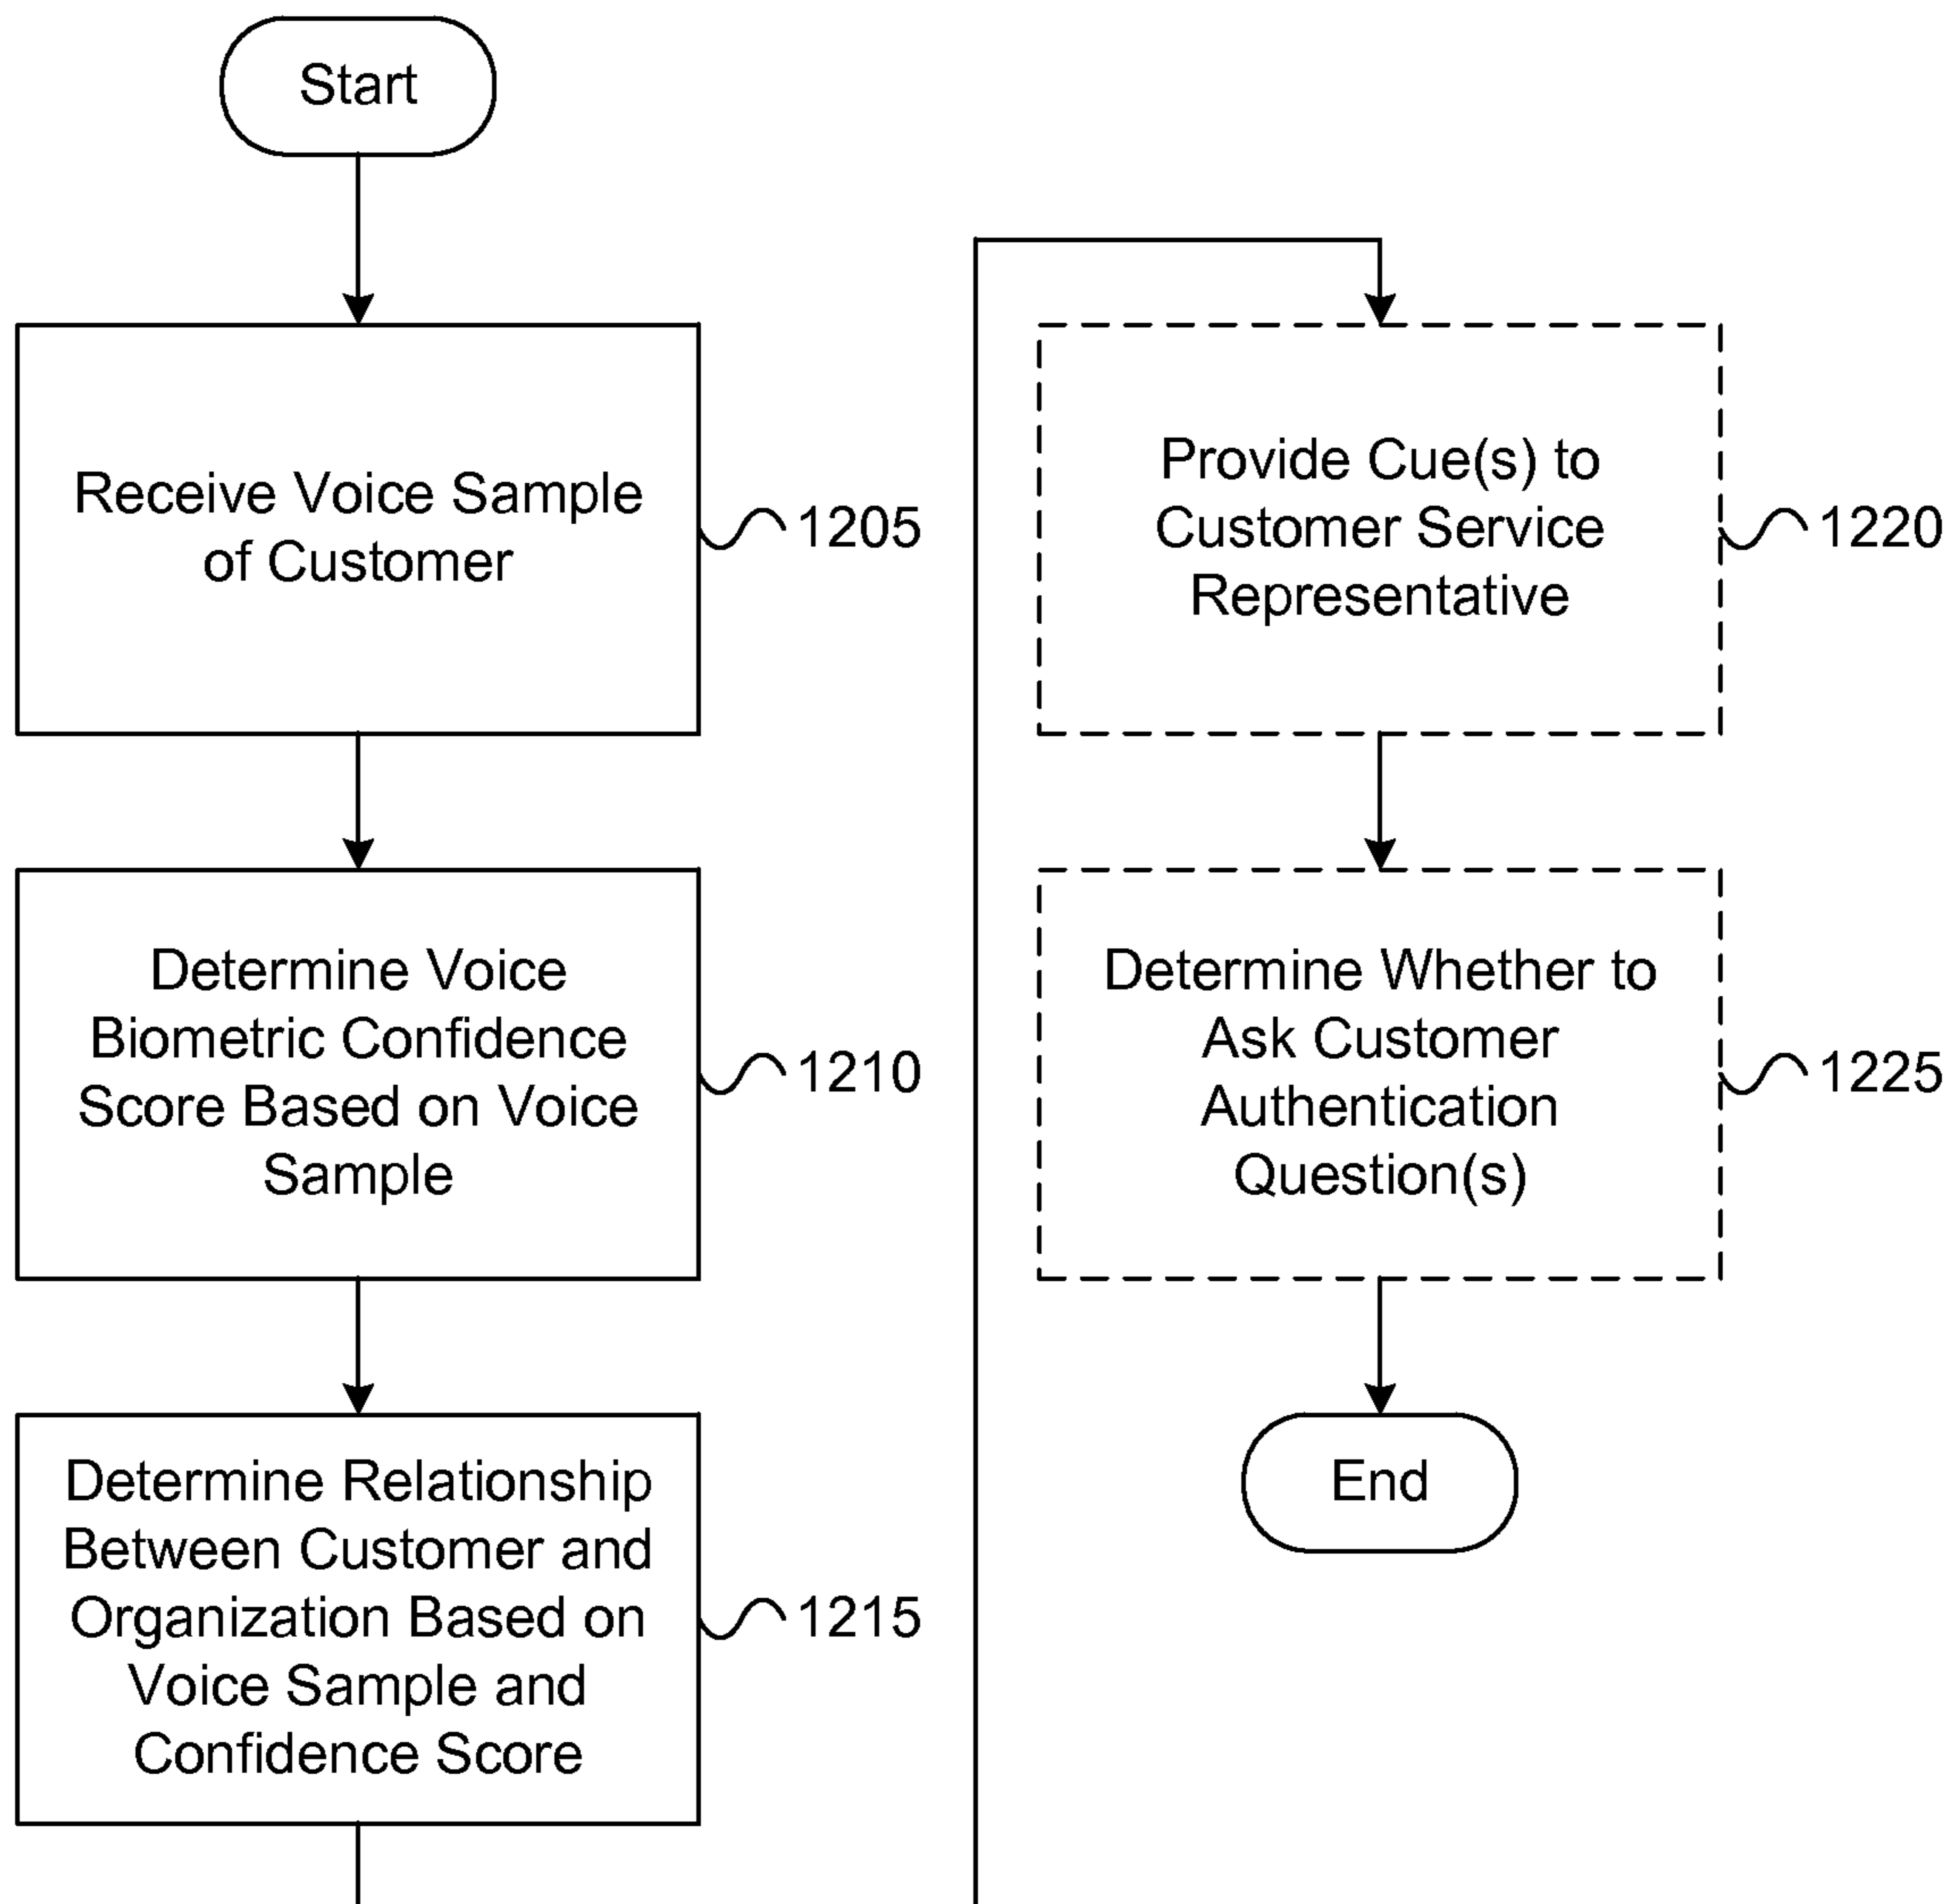 Start
Receive Voice Sample
of Customer
1205
Determine Voice
Biometric Confidence
Score Based on Voice
Sample
1210
Determine Relationship
Between Customer and
Organization Based on
Voice Sample and
Confidence Score
1215
Provide Cue(s) to
Customer Service
Representative
1220
Determine Whether to
Ask Customer
Authentication
Question(s)
1225
End